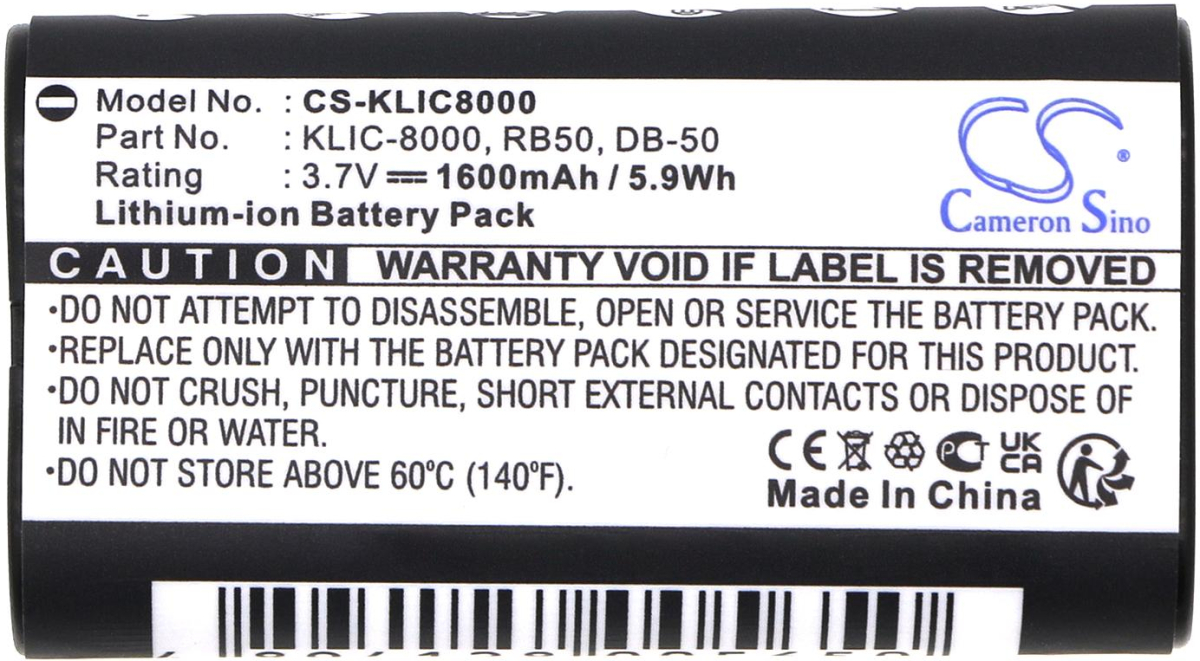 Model No. : CS-KLIC8000
Part No. : KLIC-8000, RB50, DB-50
Rating : 3.7V 1600mAh / 5.9Wh
Lithium-ion Battery Pack
CS ®
Cameron Sino
CAUTION WARRANTY VOID IF LABEL IS REMOVED
•DO NOT ATTEMPT TO DISASSEMBLE, OPEN OR SERVICE THE BATTERY PACK.
•REPLACE ONLY WITH THE BATTERY PACK DESIGNATED FOR THIS PRODUCT.
•DO NOT CRUSH, PUNCTURE, SHORT EXTERNAL CONTACTS OR DISPOSE OF
IN FIRE OR WATER.
•DO NOT STORE ABOVE 60ºC (140ºF).
CE PCT UK
CA
Made In China